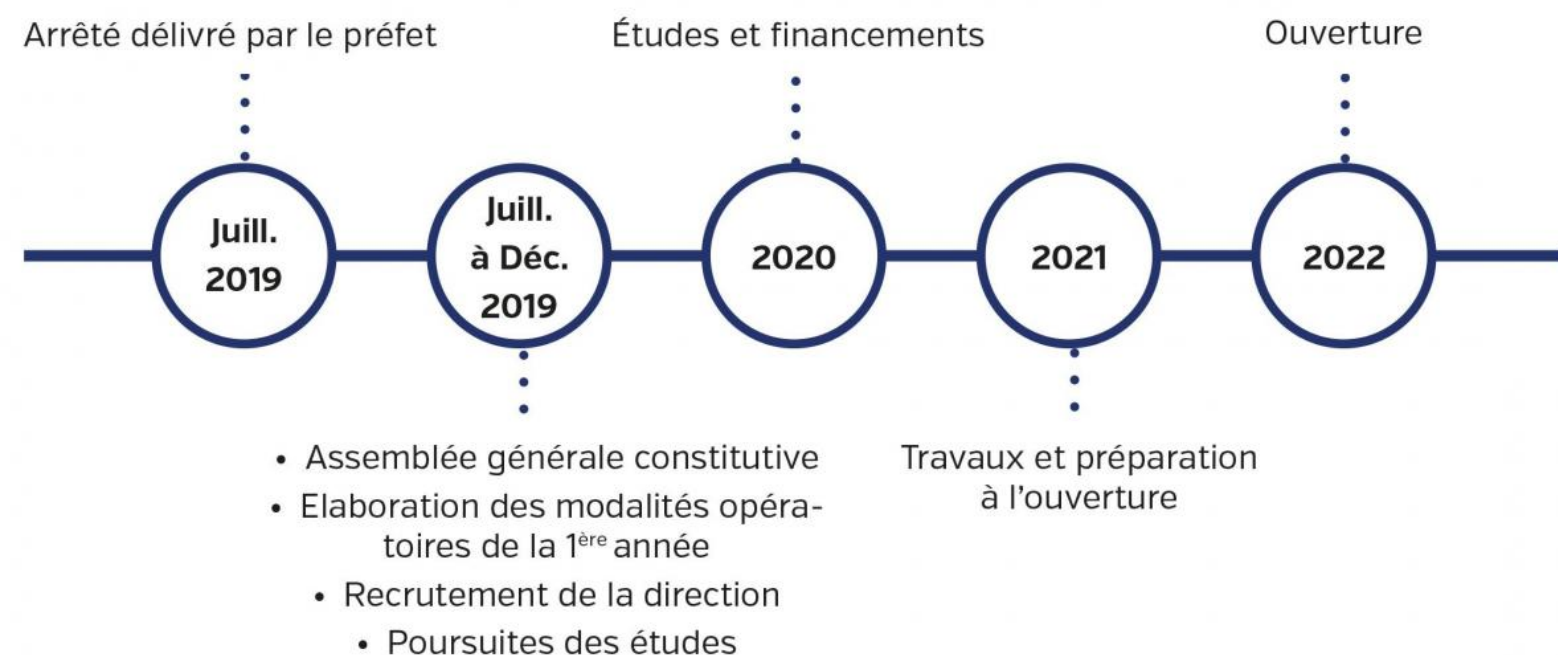 Arrêté délivré par le préfet
Études et financements
Ouverture
Juill.
2019
Juill.
à Déc.
2019
2020
2021
2022
• Assemblée générale constitutive
• Elaboration des modalités opéra-
toires de la 1ère année
• Recrutement de la direction
• Poursuites des études
Travaux et préparation
à l'ouverture